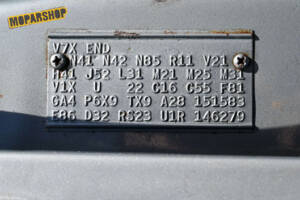 MOPARSHOP
V7X END
N41 N42 N85 R11 V21
H41 J52 L31 M21 M25 M31
V1X U 22 C16 C55 F81
GA4 P6X9 TX9 A28 151583
E86 D32 RS23 U1R 146279